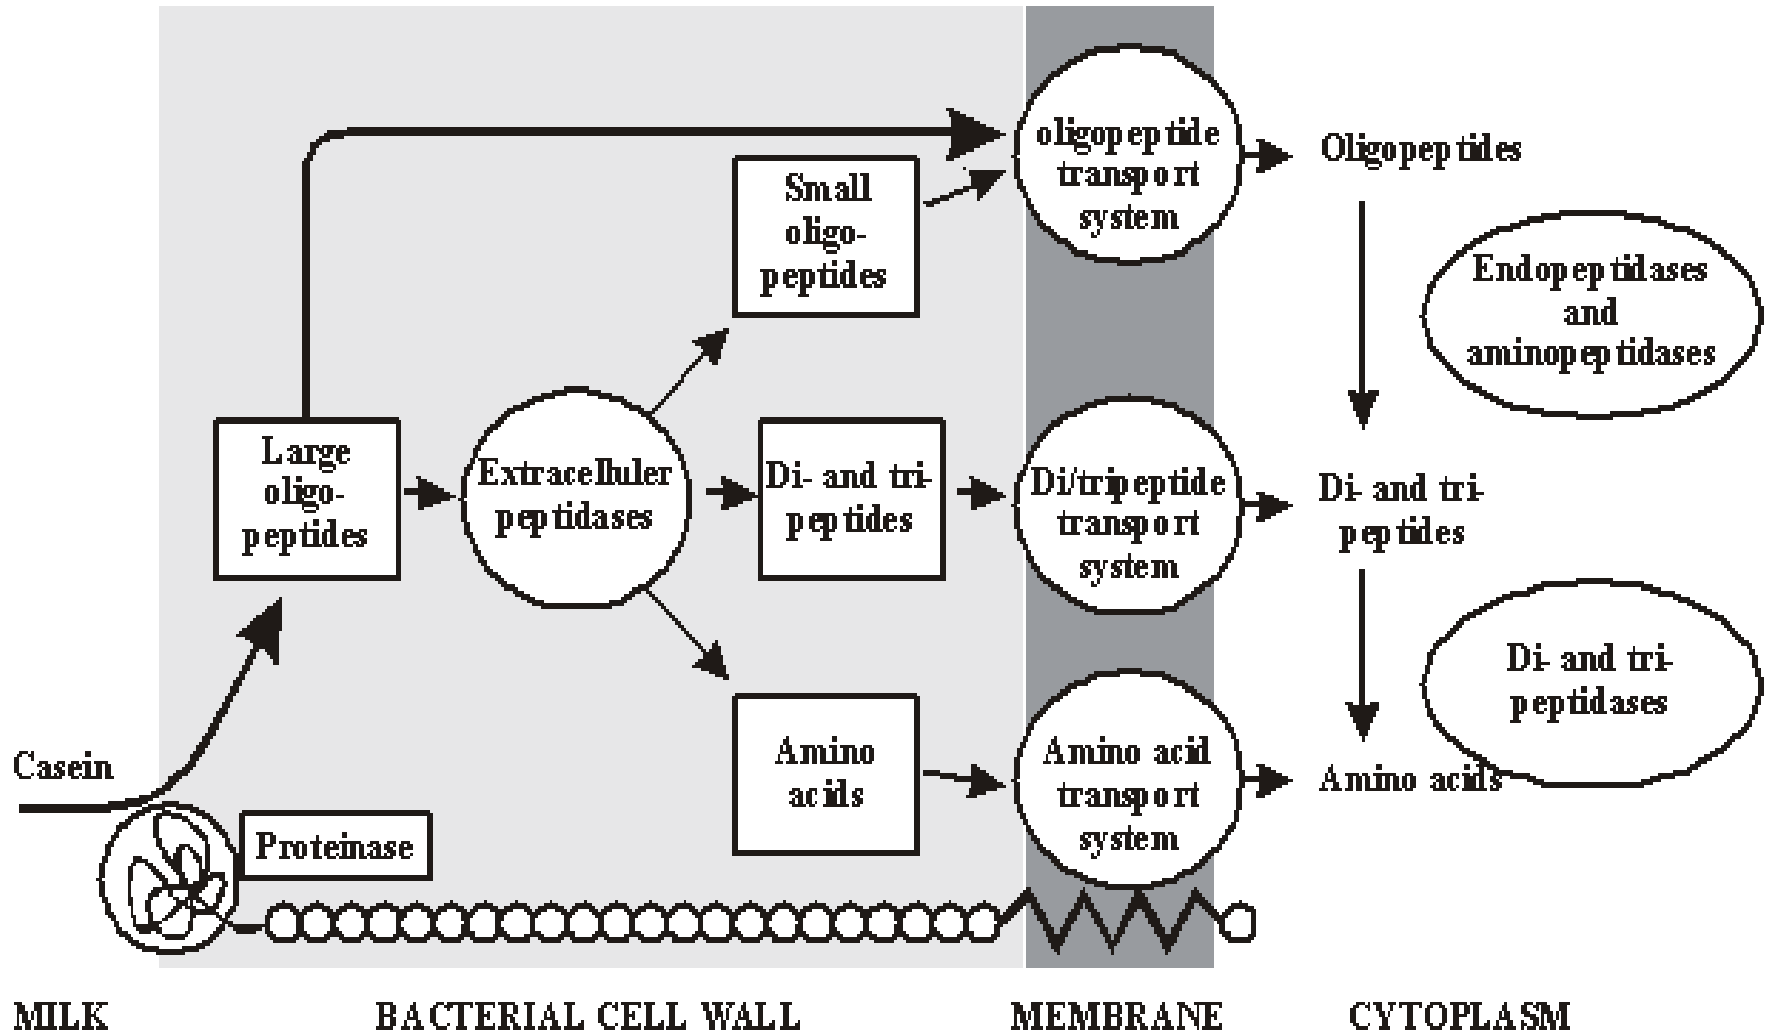 oligopeptide
transport
system
Oligopeptides
Small
oligo-
peptides
Endopeptidases
and
aminopeptidases
Large
oligo-
peptides
Extracelluler
peptidases
Di- and tri-
peptides
Di/tripeptide
transport
system
Di- and tri-
peptides
Di- and tri-
peptidases
Casein
Amino
acids
Amino acid
transport
system
Amino acids
Proteinase
MILK
BACTERIAL CELL WALL
MEMBRANE
CYTOPLASM